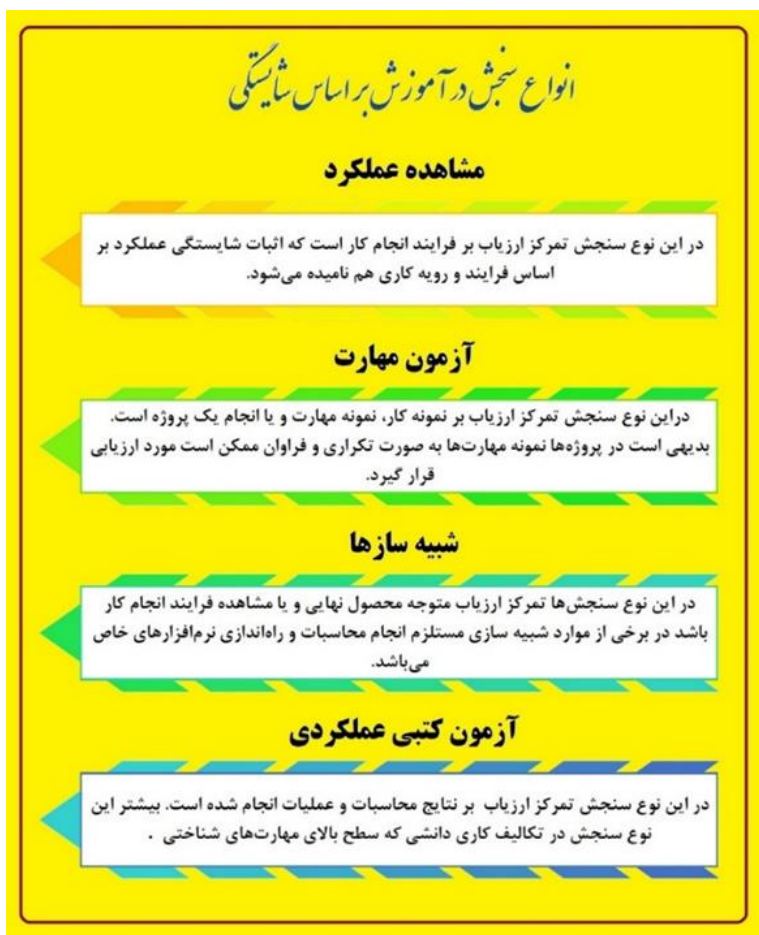 انواع سنجش در آموزش بر اساس شایستگی
مشاهده عملکرد
در این نوع سنجش تمرکز ارزیاب بر فرایند انجام کار است که اثبات شایستگی عملکرد بر
اساس فرایند و رویه کاری هم نامیده می‌شود.
آزمون مهارت
دراین نوع سنجش تمرکز ارزیاب بر نمونه کار، نمونه مهارت و یا انجام یک پروژه است.
بدیهی است در پروژه‌ها نمونه مهارت‌ها به صورت تکراری و فراوان ممکن است مورد ارزیابی
قرار گیرد.
شبیه سازها
در این نوع سنجش‌ها تمرکز ارزیاب متوجه محصول نهایی و یا مشاهده فرایند انجام کار
باشد در برخی از موارد شبیه سازی مستلزم انجام محاسبات و راه‌اندازی نرم‌افزارهای خاص
می‌باشد.
آزمون کتبی عملکردی
در این نوع سنجش تمرکز ارزیاب بر نتایج محاسبات و عملیات انجام شده است. بیشتر این
نوع سنجش در تکالیف کاری دانشی که سطح بالای مهارت‌های شناختی .